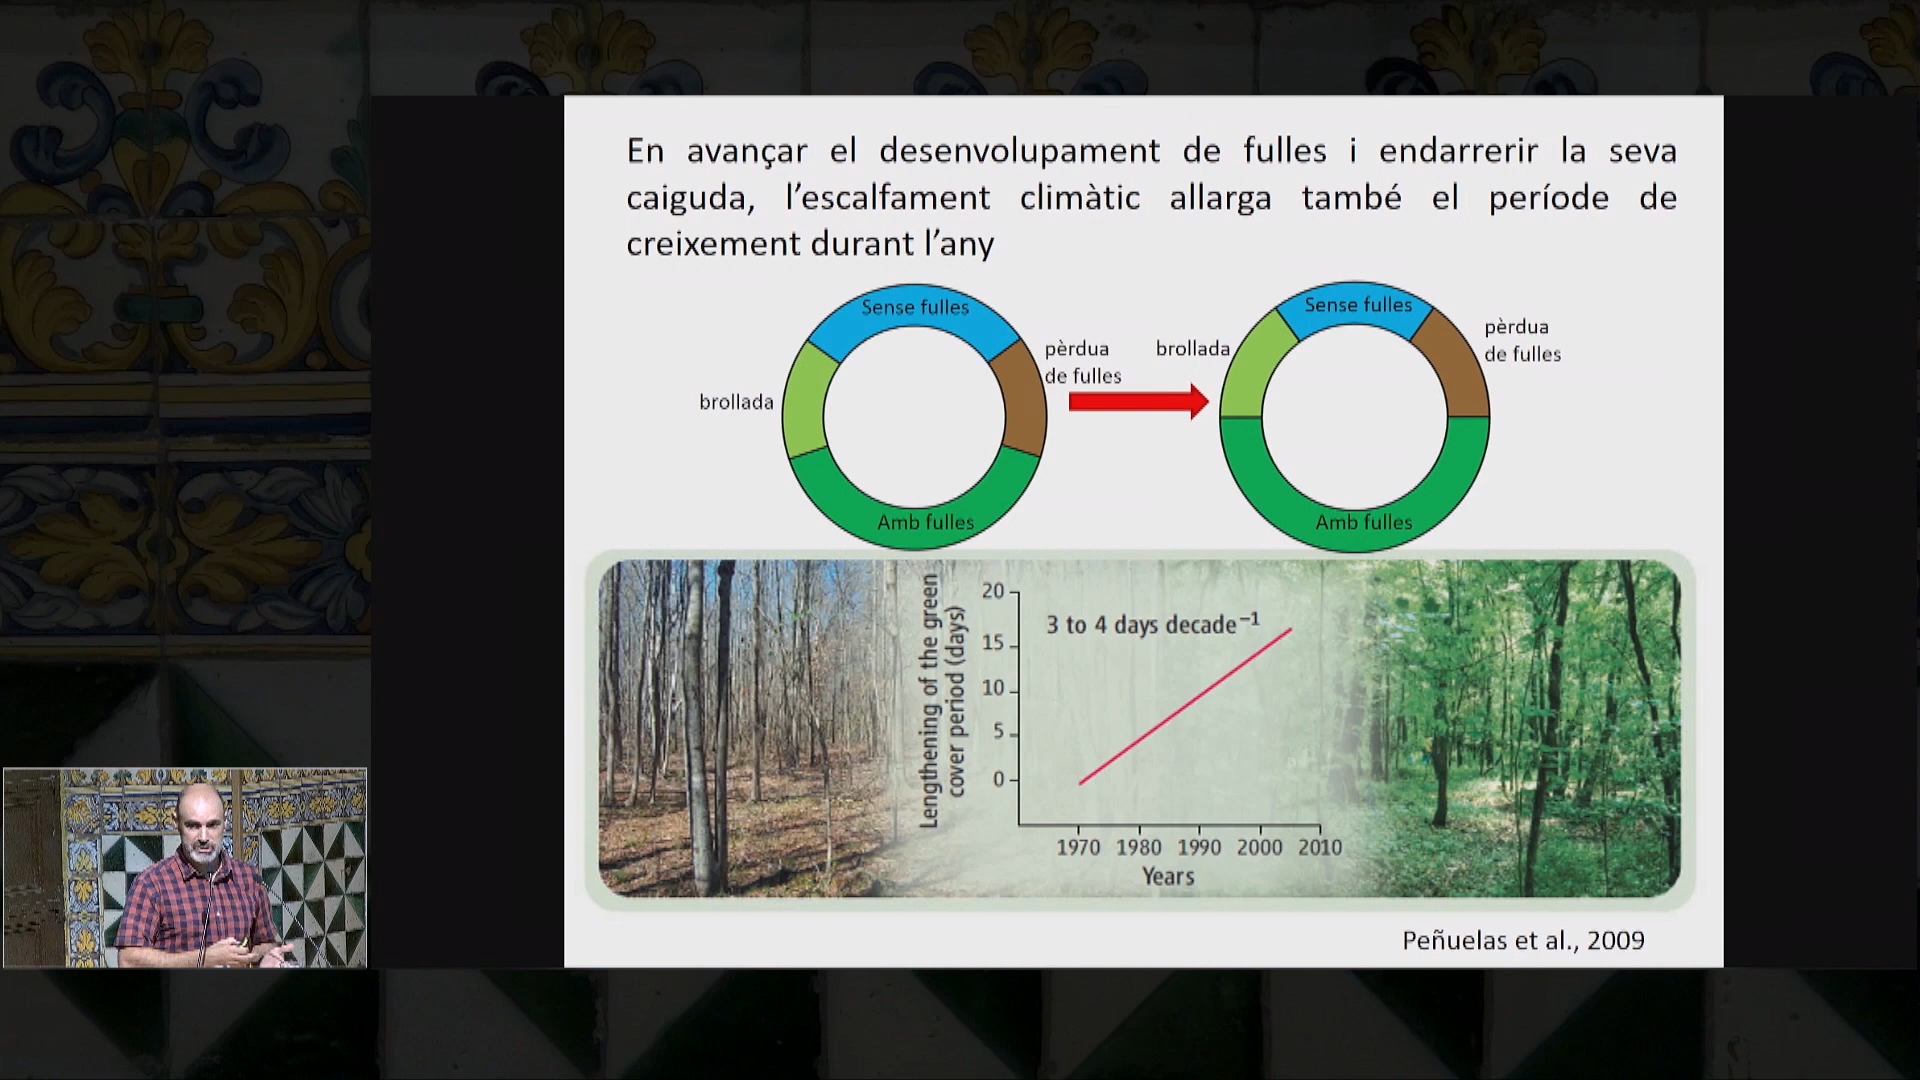 En avançar el desenvolupament de fulles i endarrerir la seva
caiguda, l'escalfament climàtic allarga també el període de
creixement durant l'any
Sense fulles
pèrdua
de fulles
brollada
Amb fulles
Sense fulles
pèrdua
de fulles
brollada
Amb fulles
Lengthening of the green
cover period (days)
20
15
10
5
0
3 to 4 days decade⁻¹
1970 1980 1990 2000 2010
Years
Peñuelas et al., 2009